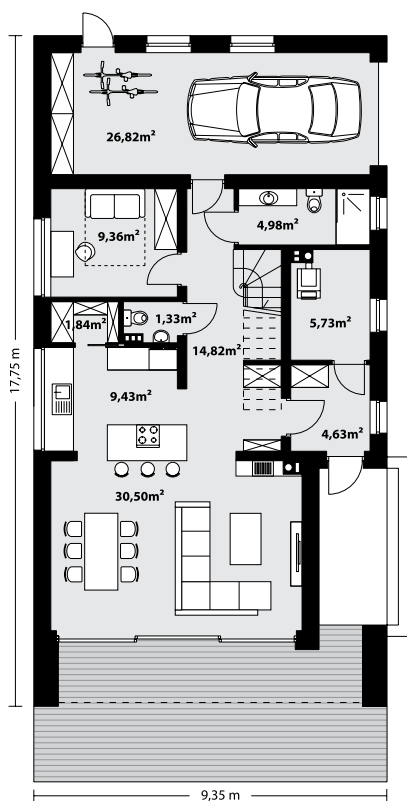 26,82m²
9,36m²
4,98m²
1,84m²
1,33m²
14,82m²
5,73m²
9,43m²
4,63m²
30,50m²
17,75 m
9,35 m